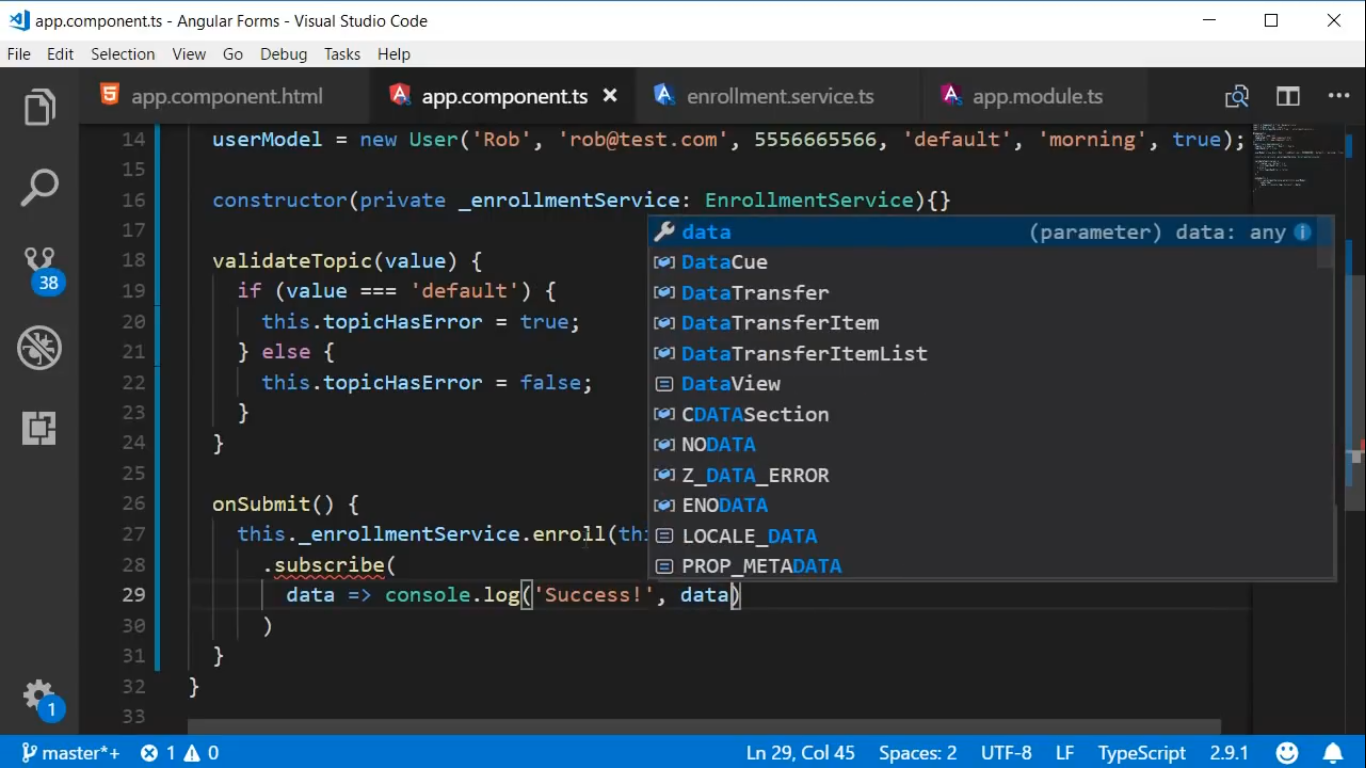 app.component.ts - Angular Forms - Visual Studio Code
File Edit Selection View Go Debug Tasks Help
app.component.html app.component.ts enrollment.service.ts app.module.ts
14 userModel = new User('Rob', 'rob@test.com', 5556665566, 'default', 'morning', true);
15
16 constructor(private _enrollmentService: EnrollmentService){}
17
data (parameter) data: any
18 validateTopic(value) {
DataCue
19 if (value === 'default') {
DataTransfer
20 this.topicHasError = true;
DataTransferItem
21 } else {
DataTransferItemList
22 this.topicHasError = false;
DataView
23 }
CDATASection
24 }
NODATA
25
Z_DATA_ERROR
26 onSubmit() {
ENODATA
27 this._enrollmentService.enroll(thi
LOCALE_DATA
28 .subscribe(
PROP_METADATA
29 data => console.log('Success!', data)
30 )
31 }
32 }
33
38
1
master*+ 1 0 Ln 29, Col 45 Spaces: 2 UTF-8 LF TypeScript 2.9.1